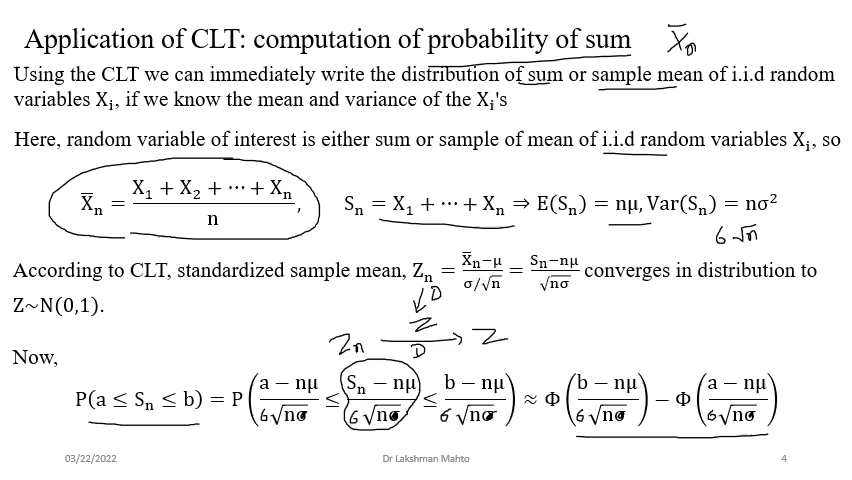 Application of CLT: computation of probability of sum X̄n
Using the CLT we can immediately write the distribution of sum or sample mean of i.i.d random
variables Xᵢ, if we know the mean and variance of the Xᵢ's
Here, random variable of interest is either sum or sample of mean of i.i.d random variables Xᵢ, so
X̄n = (X₁ + X₂ + ⋯ + Xn)/n, Sn = X₁ + ⋯ + Xn ⇒ E(Sn) = nμ, Var(Sn) = nσ²
σ√n
According to CLT, standardized sample mean, Zn = (X̄n−μ)/(σ/√n) = (Sn−nμ)/(√nσ) converges in distribution to
↓D
Z
Z~N(0,1).
Zn →D Z
Now,
P(a ≤ Sn ≤ b) = P((a − nμ)/(σ√n) ≤ (Sn − nμ)/(σ√n) ≤ (b − nμ)/(σ√n)) ≈ Φ((b − nμ)/(σ√n)) − Φ((a − nμ)/(σ√n))
03/22/2022 Dr Lakshman Mahto 4